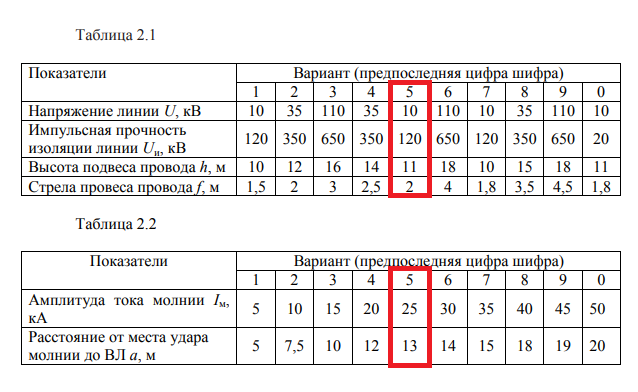 Таблица 2.1
Показатели Вариант (предпоследняя цифра шифра)
1 2 3 4 5 6 7 8 9 0
Напряжение линии U, кВ 10 35 110 35 10 110 10 35 110 10
Импульсная прочность изоляции линии Uи, кВ 120 350 650 350 120 650 120 350 650 20
Высота подвеса провода h, м 10 12 16 14 11 18 10 15 18 11
Стрела провеса провода f, м 1,5 2 3 2,5 2 4 1,8 3,5 4,5 1,8
Таблица 2.2
Показатели Вариант (предпоследняя цифра шифра)
1 2 3 4 5 6 7 8 9 0
Амплитуда тока молнии Iм, кА 5 10 15 20 25 30 35 40 45 50
Расстояние от места удара молнии до ВЛ a, м 5 7,5 10 12 13 14 15 18 19 20